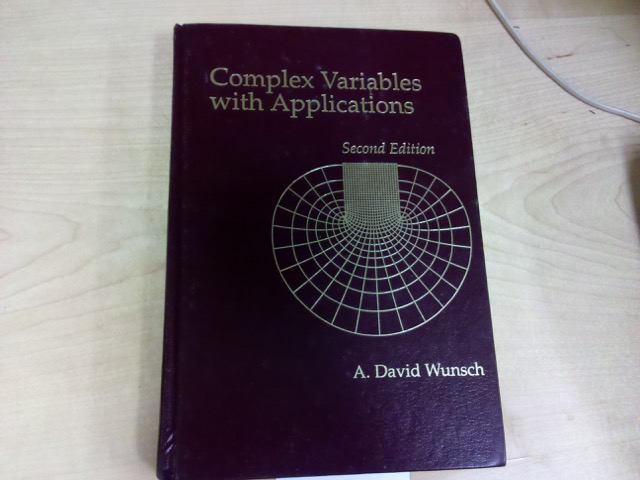 Complex Variables
with Applications
Second Edition
A. David Wunsch